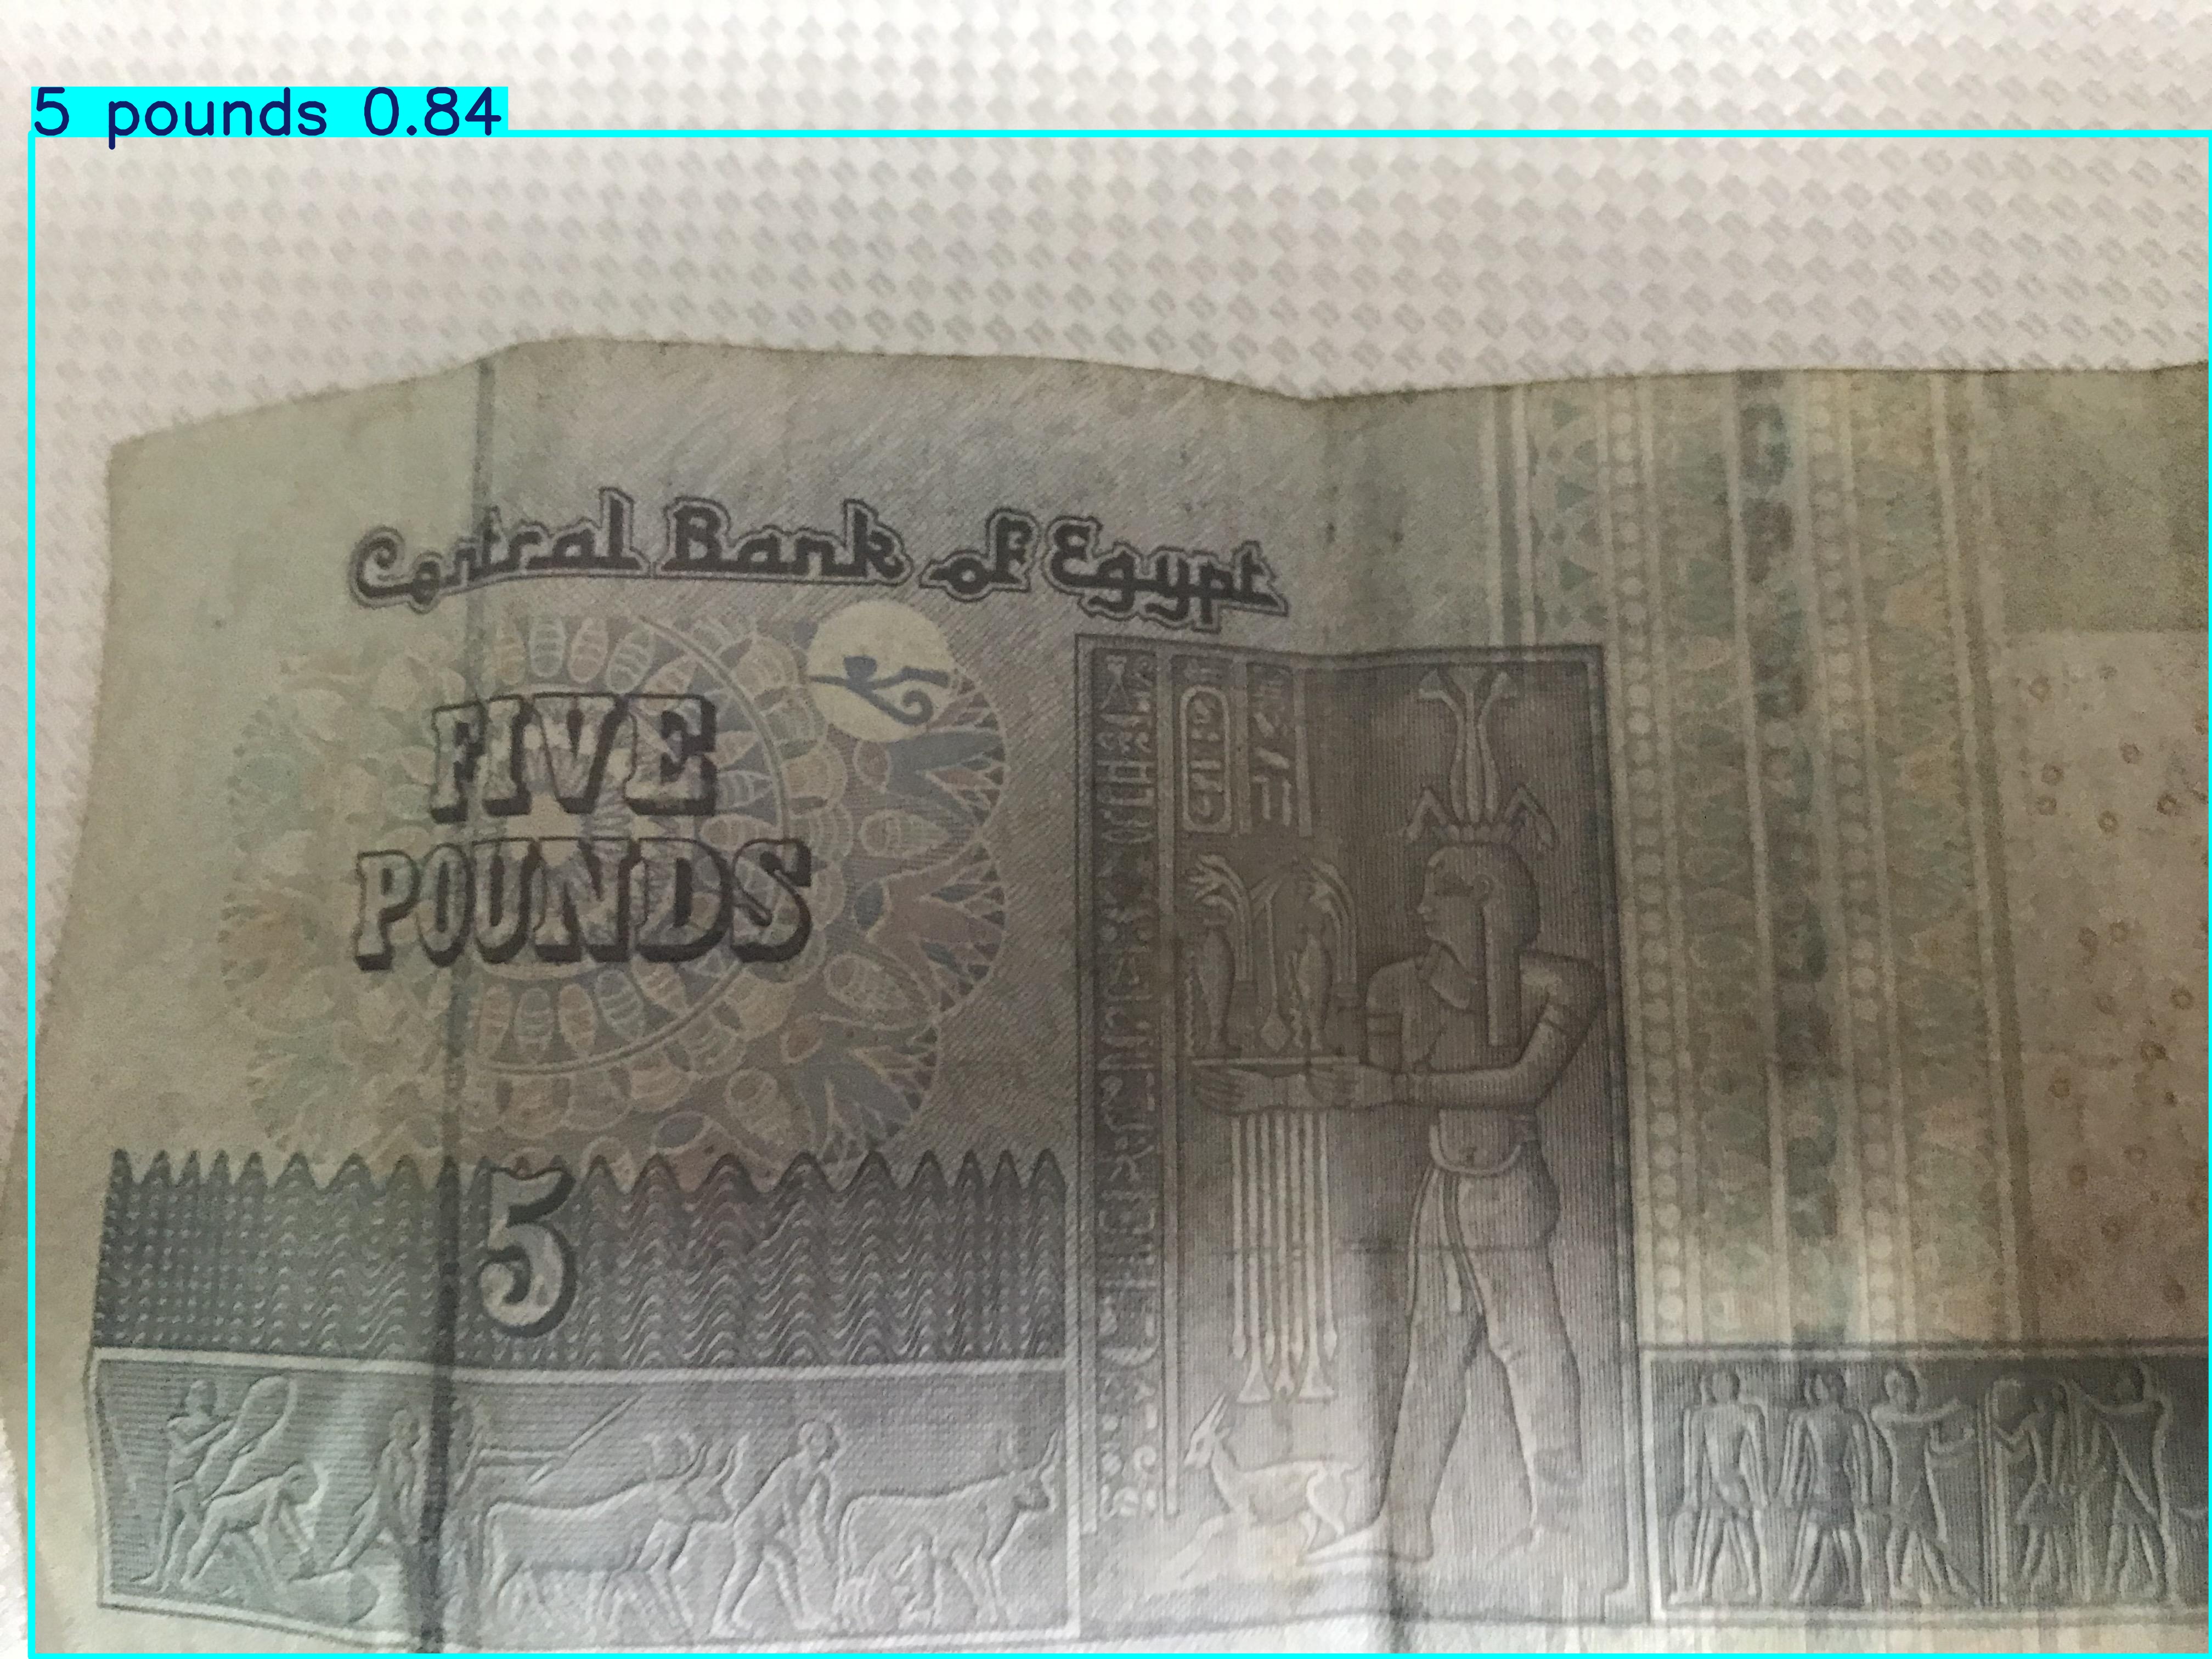 5 pounds 0.84
Central Bank of Egypt
FIVE
POUNDS
5